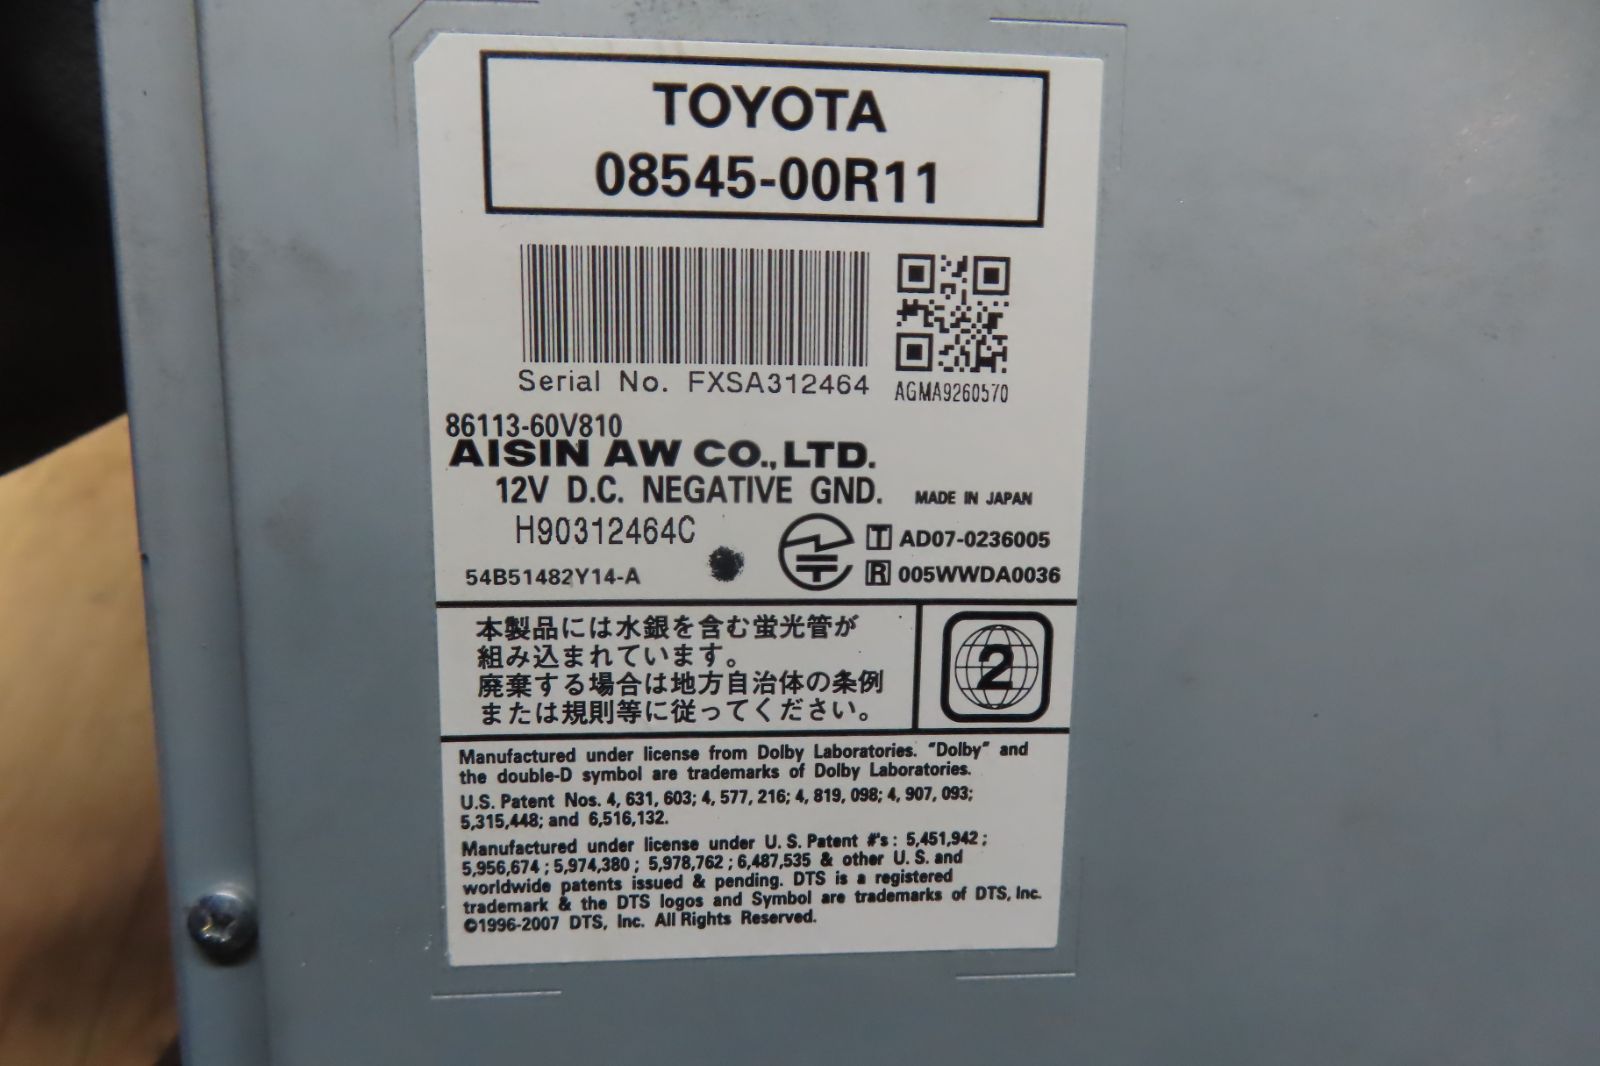 TOYOTA
08545-00R11
Serial No. FXSA312464
AGMA9260570
86113-60V810
AISIN AW CO., LTD.
12V D.C. NEGATIVE GND. MADE IN JAPAN
H90312464C
T AD07-0236005
54B51482Y14-A
R 005WWDA0036
本製品には水銀を含む蛍光管が
組み込まれています。
廃棄する場合は地方自治体の条例
または規則等に従ってください。
2
Manufactured under license from Dolby Laboratories. "Dolby" and
the double-D symbol are trademarks of Dolby Laboratories.
U.S. Patent Nos. 4, 631, 603; 4, 577, 216; 4, 819, 098; 4, 907, 093;
5,315,448; and 6,516,132.
Manufactured under license under U. S. Patent #'s : 5,451,942 ;
5,956,674 ; 5,974,380 ; 5,978,762 ; 6,487,535 & other U. S. and
worldwide patents issued & pending. DTS is a registered
trademark & the DTS logos and Symbol are trademarks of DTS, Inc.
©1996-2007 DTS, Inc. All Rights Reserved.